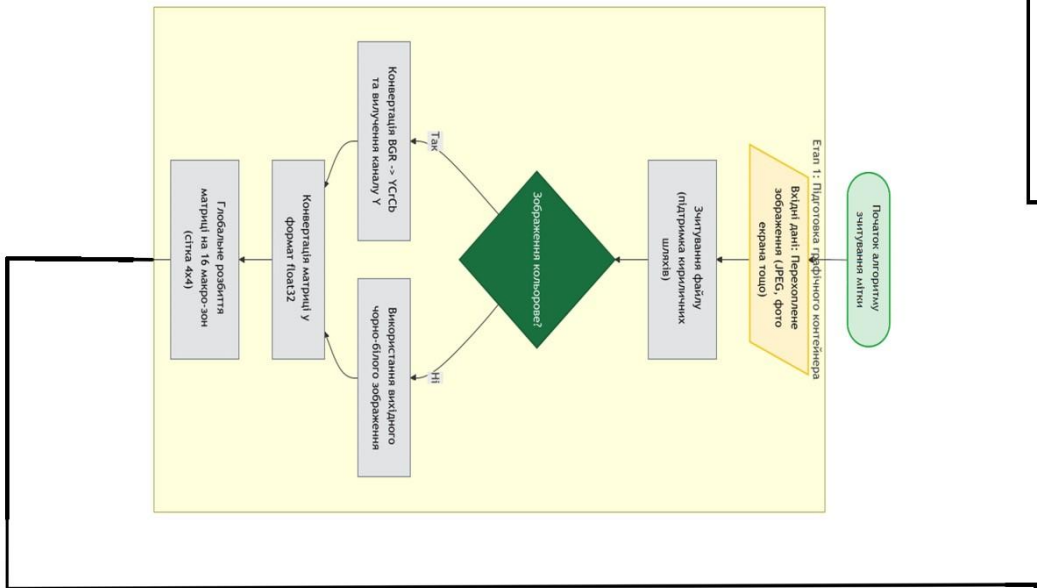 Початок алгоритму
зчитування мітки
Етап 1: Підготовка графічного контейнера
Вхідні дані: Перехоплене
зображення (JPEG, фото
екрана тощо)
Зчитування файлу
(підтримка кириличних
шляхів)
Зображення кольорове?
Так
Ні
Конвертація BGR -> YCrCb
та вилучення каналу Y
Використання вихідного
чорно-білого зображення
Конвертація матриці у
формат float32
Глобальне розбиття
матриці на 16 макро-зон
(сітка 4x4)